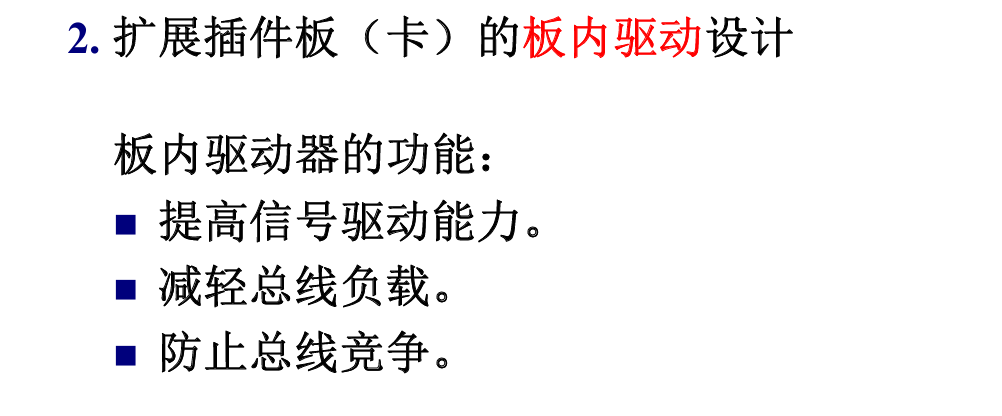 2. 扩展插件板（卡）的板内驱动设计
板内驱动器的功能：
■ 提高信号驱动能力。
■ 减轻总线负载。
■ 防止总线竞争。